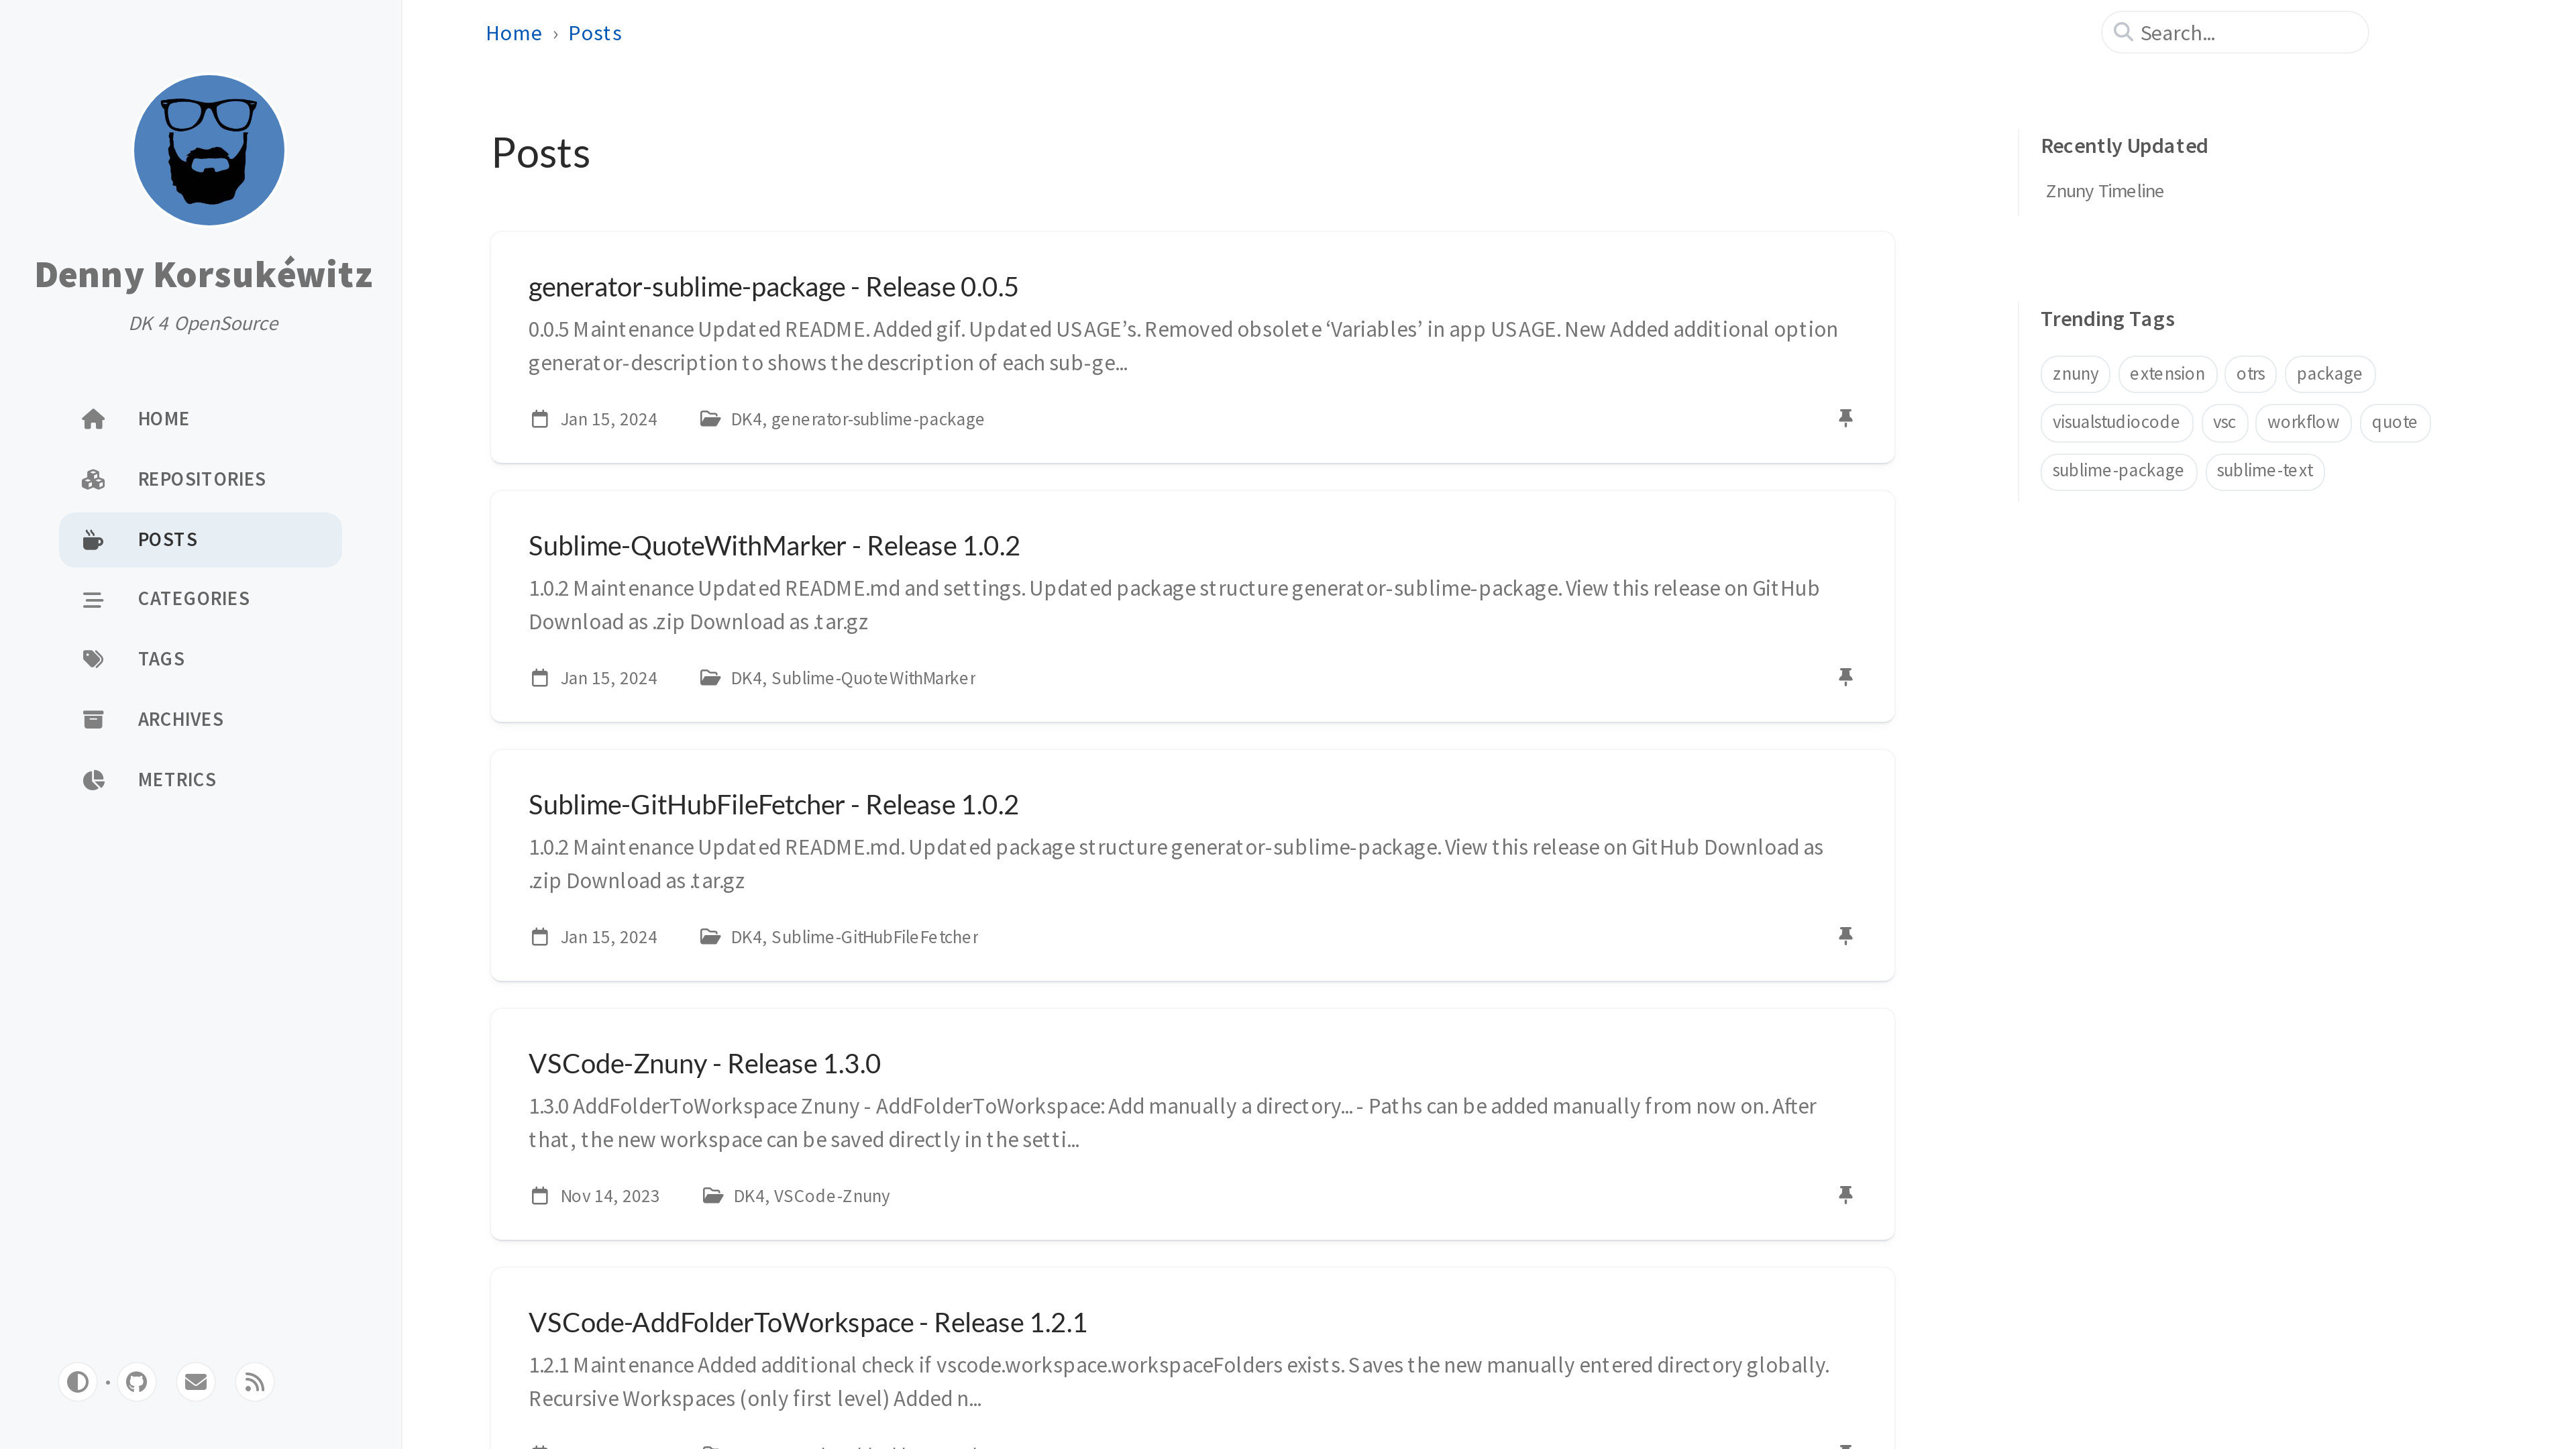 Denny Korsukéwitz
DK 4 OpenSource
HOME
REPOSITORIES
POSTS
CATEGORIES
TAGS
ARCHIVES
METRICS
Home › Posts
Search...
Posts
generator-sublime-package - Release 0.0.5
0.0.5 Maintenance Updated README. Added gif. Updated USAGE’s. Removed obsolete ‘Variables’ in app USAGE. New Added additional option
generator-description to shows the description of each sub-ge...
Jan 15, 2024 DK4, generator-sublime-package
Sublime-QuoteWithMarker - Release 1.0.2
1.0.2 Maintenance Updated README.md and settings. Updated package structure generator-sublime-package. View this release on GitHub
Download as .zip Download as .tar.gz
Jan 15, 2024 DK4, Sublime-QuoteWithMarker
Sublime-GitHubFileFetcher - Release 1.0.2
1.0.2 Maintenance Updated README.md. Updated package structure generator-sublime-package. View this release on GitHub Download as
.zip Download as .tar.gz
Jan 15, 2024 DK4, Sublime-GitHubFileFetcher
VSCode-Znuny - Release 1.3.0
1.3.0 AddFolderToWorkspace Znuny - AddFolderToWorkspace: Add manually a directory... - Paths can be added manually from now on. After
that, the new workspace can be saved directly in the setti...
Nov 14, 2023 DK4, VSCode-Znuny
VSCode-AddFolderToWorkspace - Release 1.2.1
1.2.1 Maintenance Added additional check if vscode.workspace.workspaceFolders exists. Saves the new manually entered directory globally.
Recursive Workspaces (only first level) Added n...
Recently Updated
Znuny Timeline
Trending Tags
znuny extension otrs package
visualstudiocode vsc workflow quote
sublime-package sublime-text